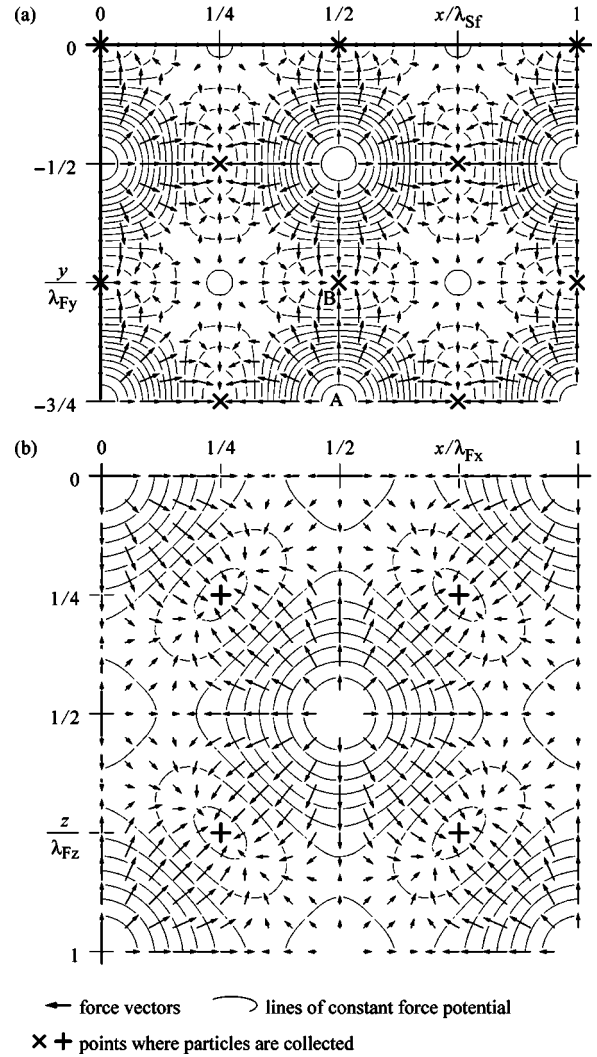 (a) 0 1/4 1/2 x/λSf 1
0
−1/2
y/λFy
B
−3/4
A
(b) 0 1/4 1/2 x/λFx 1
0
1/4
1/2
z/λFz
1
force vectors lines of constant force potential
× + points where particles are collected